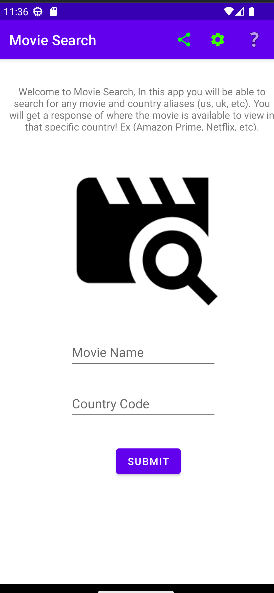 11:36
Movie Search
?
Welcome to Movie Search, In this app you will be able to
search for any movie and country aliases (us, uk, etc). You
will get a response of where the movie is available to view in
that specific country! Ex (Amazon Prime, Netflix, etc).
Movie Name
Country Code
SUBMIT